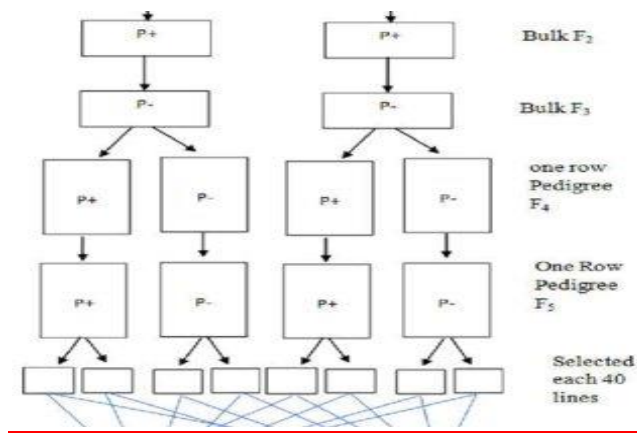 P+ P+ Bulk F₂
P- P- Bulk F₃
one row
Pedigree
F₄
P+ P- P+ P-
One Row
Pedigree
F₅
P+ P- P+ P-
Selected
each 40
lines